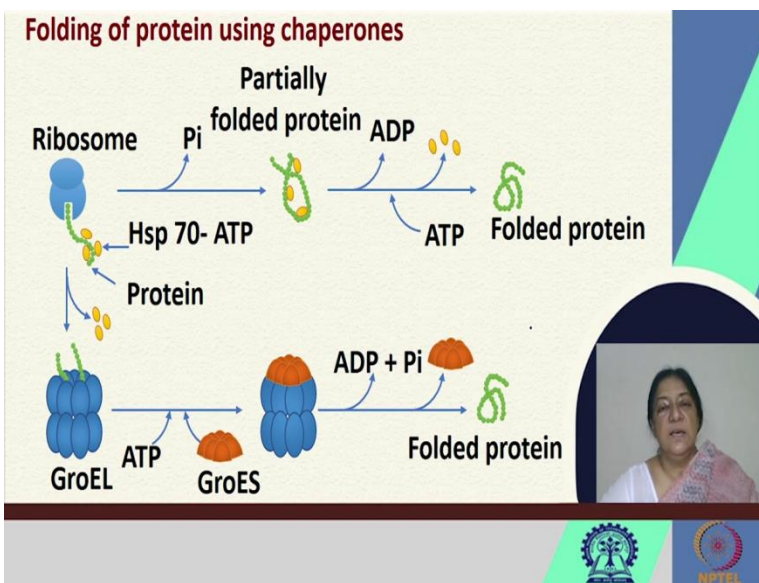 Folding of protein using chaperones
Partially
folded protein
Ribosome
Pi
ADP
Hsp 70- ATP
ATP
Folded protein
Protein
ADP + Pi
ATP
GroEL
GroES
Folded protein
NPTEL